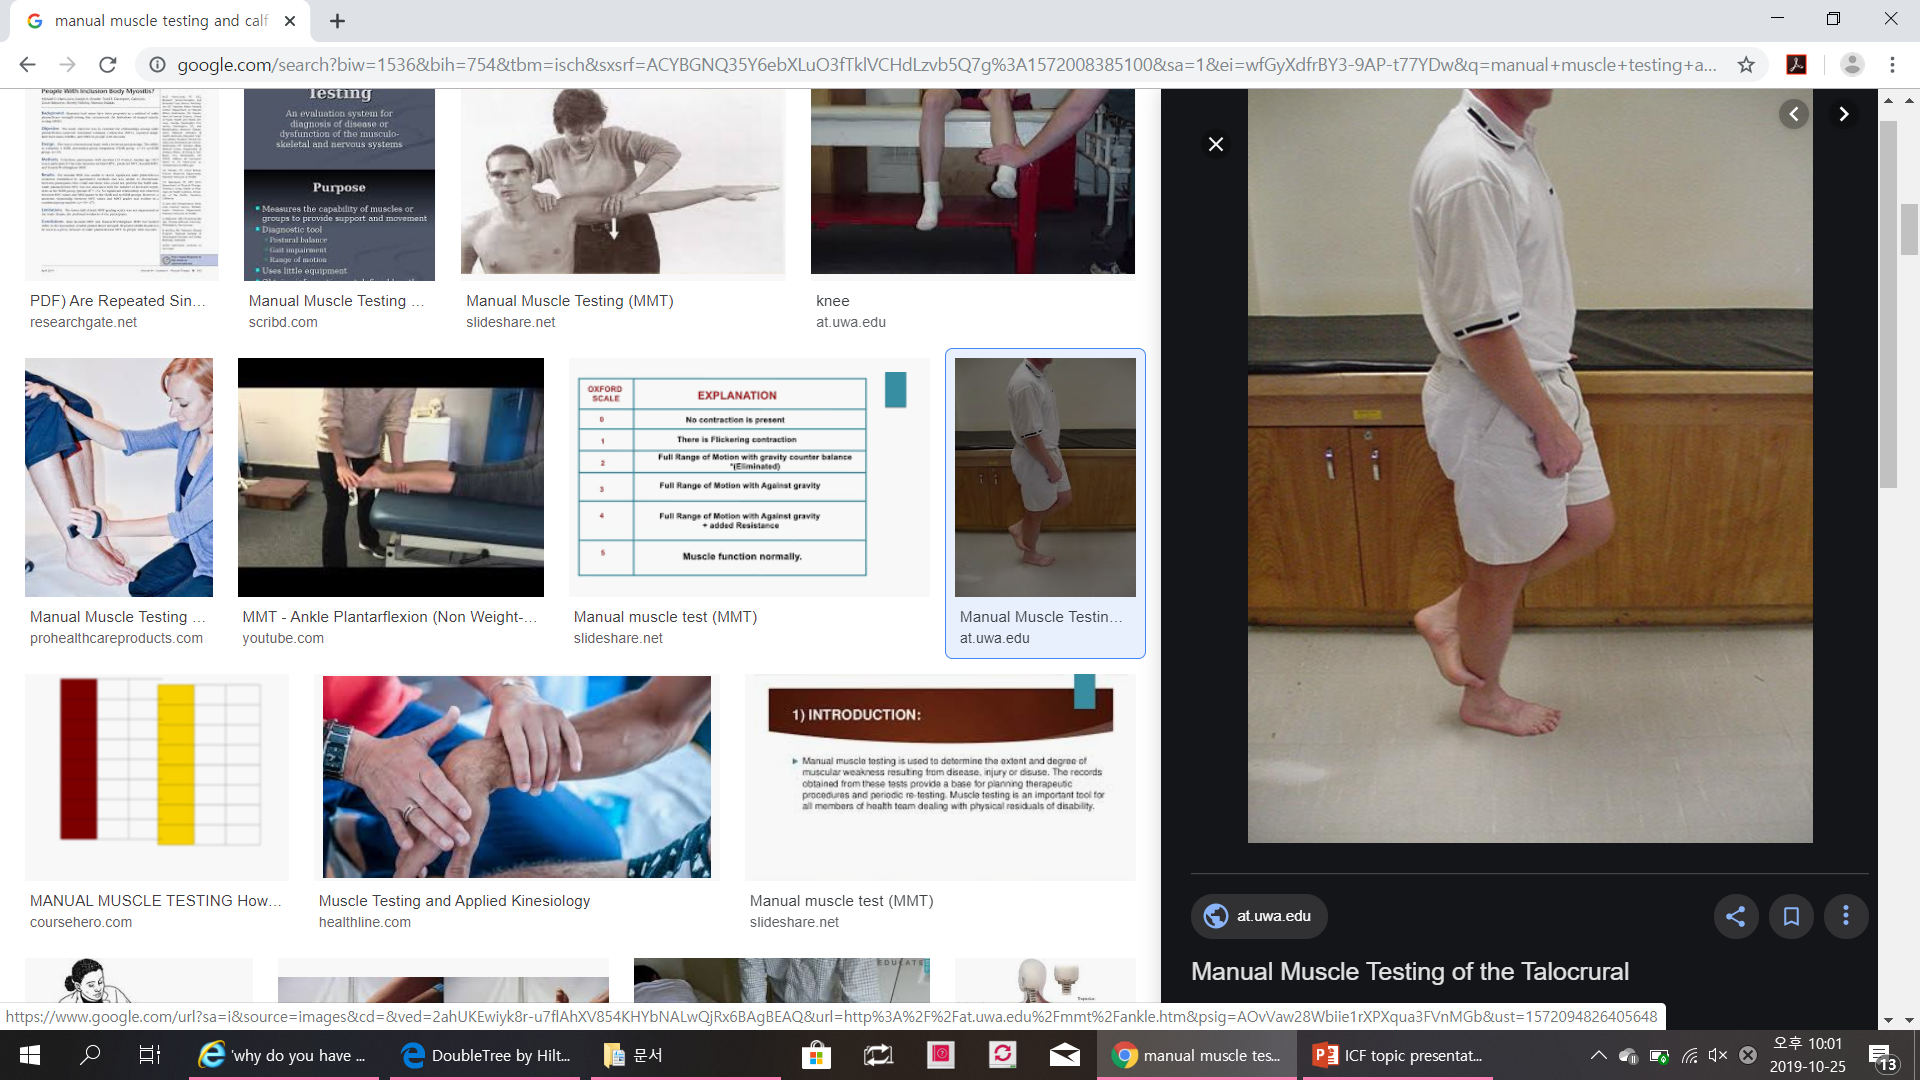 manual muscle testing and calf
google.com/search?biw=1536&bih=754&tbm=isch&sxsrf=ACYBGNQ35Y6ebXLuO3fTklVCHdLzvb5Q7g%3A1572008385100&sa=1&ei=wfGyXdfrBY3-9AP-t77YDw&q=manual+muscle+testing+a...
People With Inclusion Body Myositis?
Testing
An evaluation system for
diagnosis of disease or
dysfunction of the musculo-
skeletal and nervous systems
Purpose
Measures the capability of muscles or
groups to provide support and movement
Diagnostic tool
Postural balance
Gait impairment
Range of motion
Uses little equipment
PDF) Are Repeated Sin...
researchgate.net
Manual Muscle Testing ...
scribd.com
Manual Muscle Testing (MMT)
slideshare.net
knee
at.uwa.edu
OXFORD SCALE EXPLANATION
0 No contraction is present
1 There is Flickering contraction
2 Full Range of Motion with gravity counter balance
*(Eliminated)
3 Full Range of Motion with Against gravity
4 Full Range of Motion with Against gravity
+ added Resistance
5 Muscle function normally.
Manual Muscle Testing ...
prohealthcareproducts.com
MMT - Ankle Plantarflexion (Non Weight-...
youtube.com
Manual muscle test (MMT)
slideshare.net
Manual Muscle Testin...
at.uwa.edu
1) INTRODUCTION:
Manual muscle testing is used to determine the extent and degree of
muscular weakness resulting from disease, injury or disuse. The records
obtained from these tests provide a base for planning therapeutic
procedures and periodic re-testing. Muscle testing is an important tool for
all members of health team dealing with physical residuals of disability.
MANUAL MUSCLE TESTING How...
coursehero.com
Muscle Testing and Applied Kinesiology
healthline.com
Manual muscle test (MMT)
slideshare.net
EDUCATE
at.uwa.edu
Manual Muscle Testing of the Talocrural
https://www.google.com/url?sa=i&source=images&cd=&ved=2ahUKEwiyk8r-u7flAhXV854KHYbNALwQjRx6BAgBEAQ&url=http%3A%2F%2Fat.uwa.edu%2Fmmt%2Fankle.htm&psig=AOvVaw28Wbiie1rXPXqua3FVnMGb&ust=1572094826405648
'why do you have ...
DoubleTree by Hilt...
문서
manual muscle tes...
ICF topic presentat...
오후 10:01
2019-10-25
13